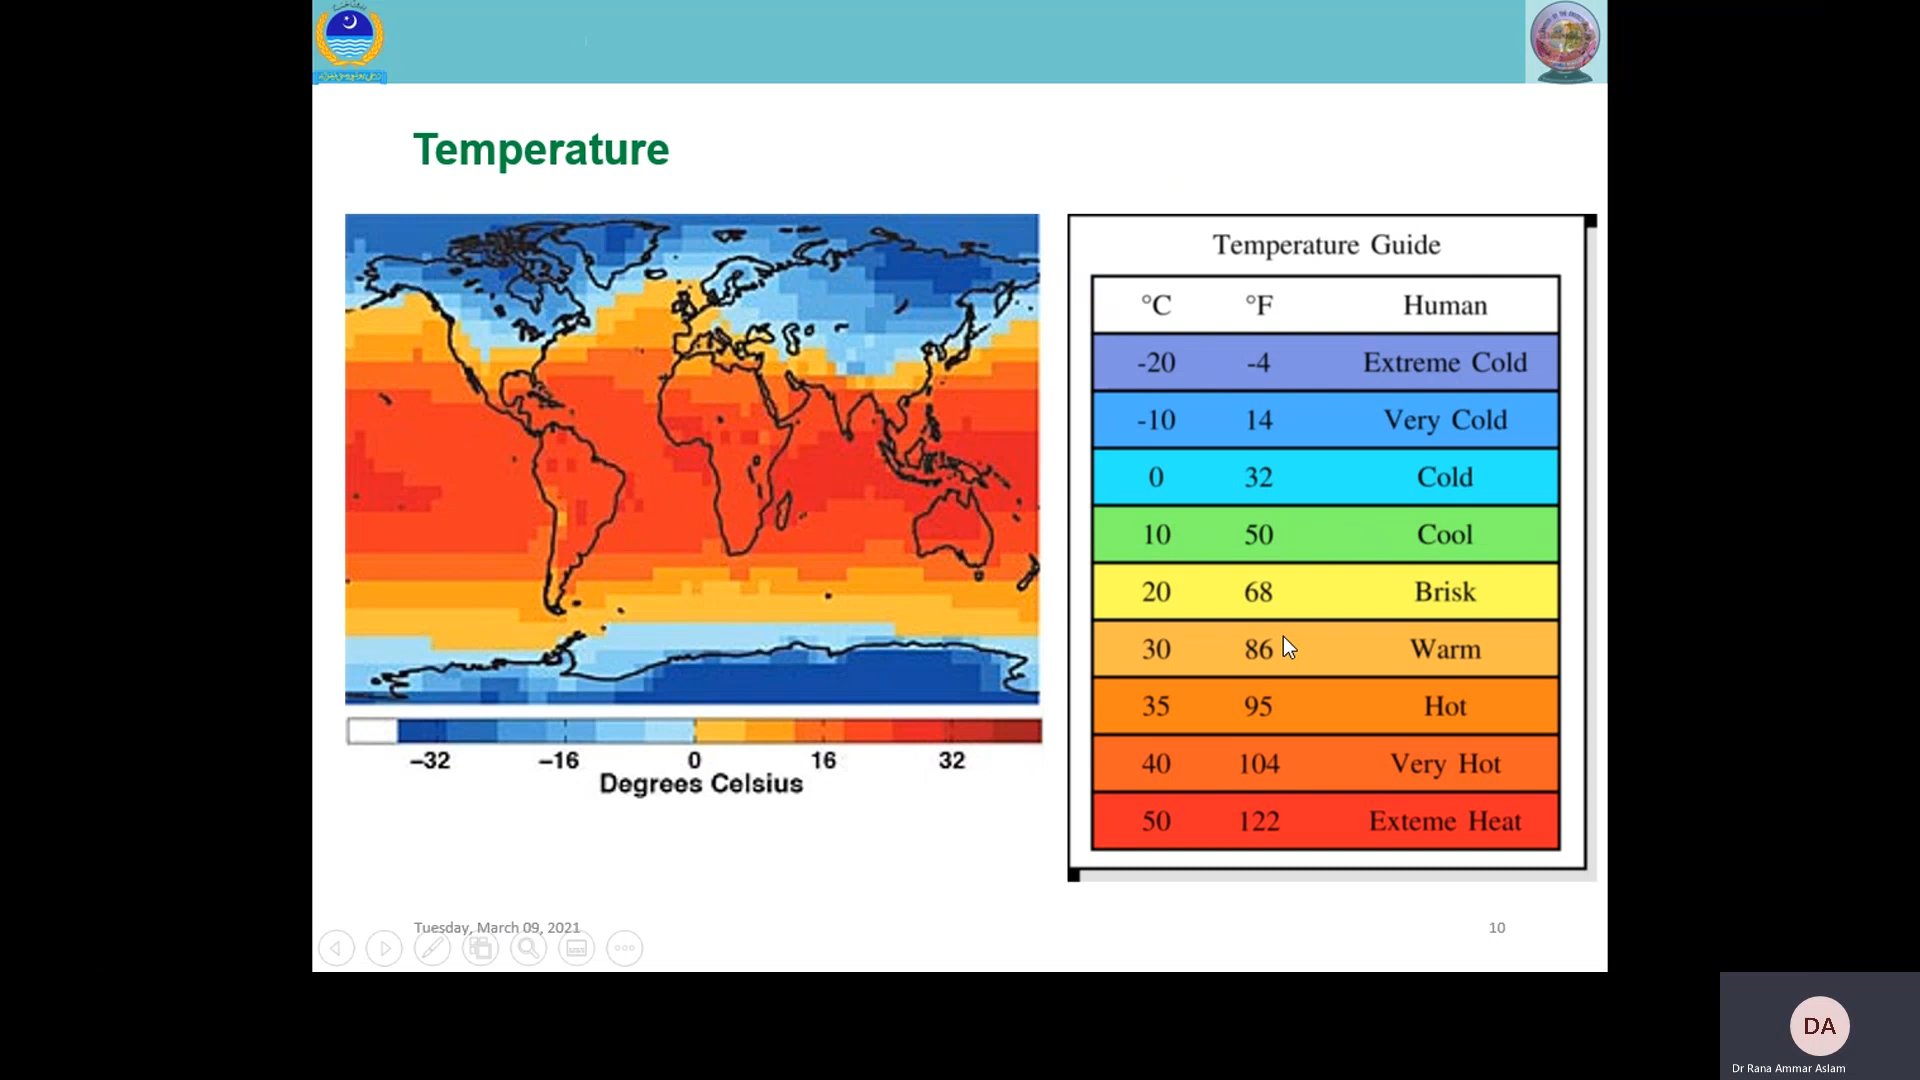 Temperature
Temperature Guide
°C °F Human
-20 -4 Extreme Cold
-10 14 Very Cold
0 32 Cold
10 50 Cool
20 68 Brisk
30 86 Warm
35 95 Hot
40 104 Very Hot
50 122 Exteme Heat
−32 −16 0 16 32
Degrees Celsius
Tuesday, March 09, 2021
10
DA
Dr Rana Ammar Aslam